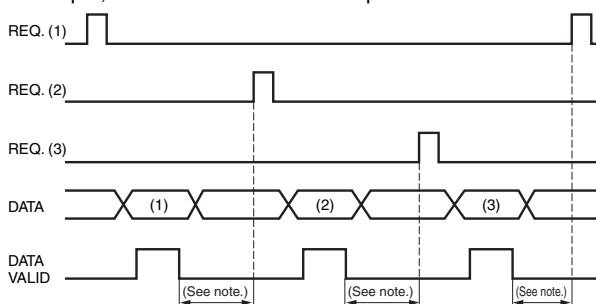 REQ. (1)
REQ. (2)
REQ. (3)
DATA (1) (2) (3)
DATA
VALID
(See note.) (See note.) (See note.)